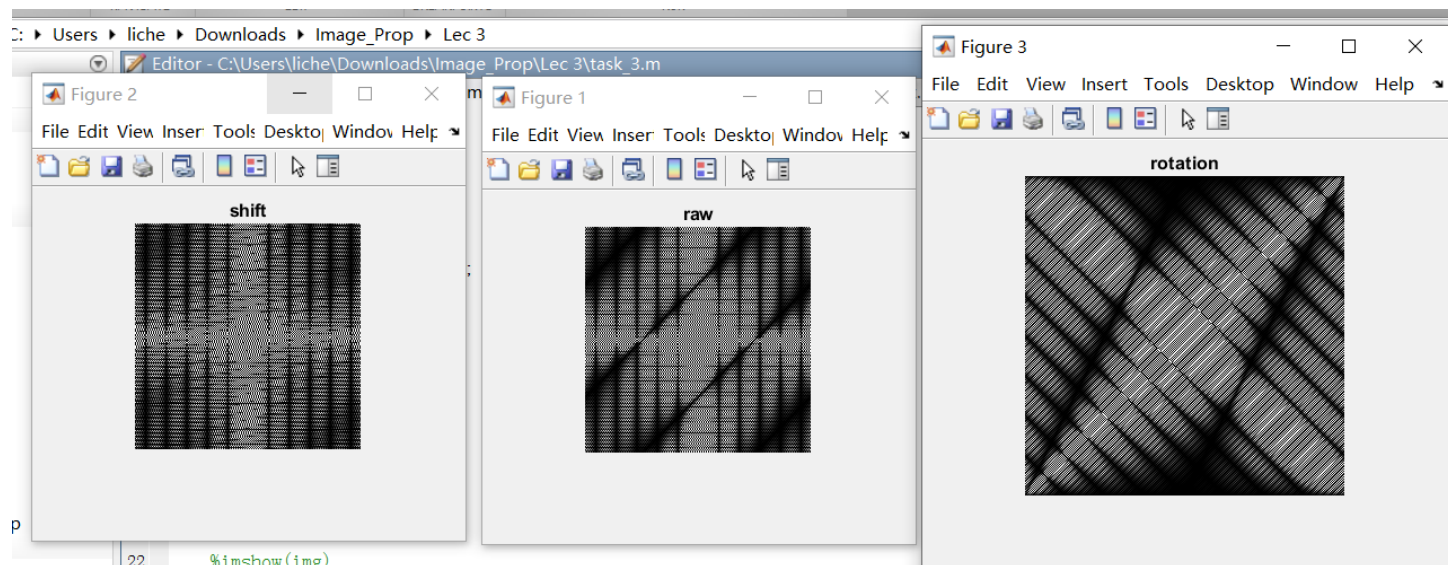 C: Users liche Downloads Image_Prop Lec 3
Editor - C:\Users\liche\Downloads\Image_Prop\Lec 3\task_3.m
Figure 2
File Edit View Inser Tools Deskto Windov Help
shift
Figure 1
File Edit View Inser Tools Deskto Windov Help
raw
Figure 3
File Edit View Insert Tools Desktop Window Help
rotation
22 %imshow(img)